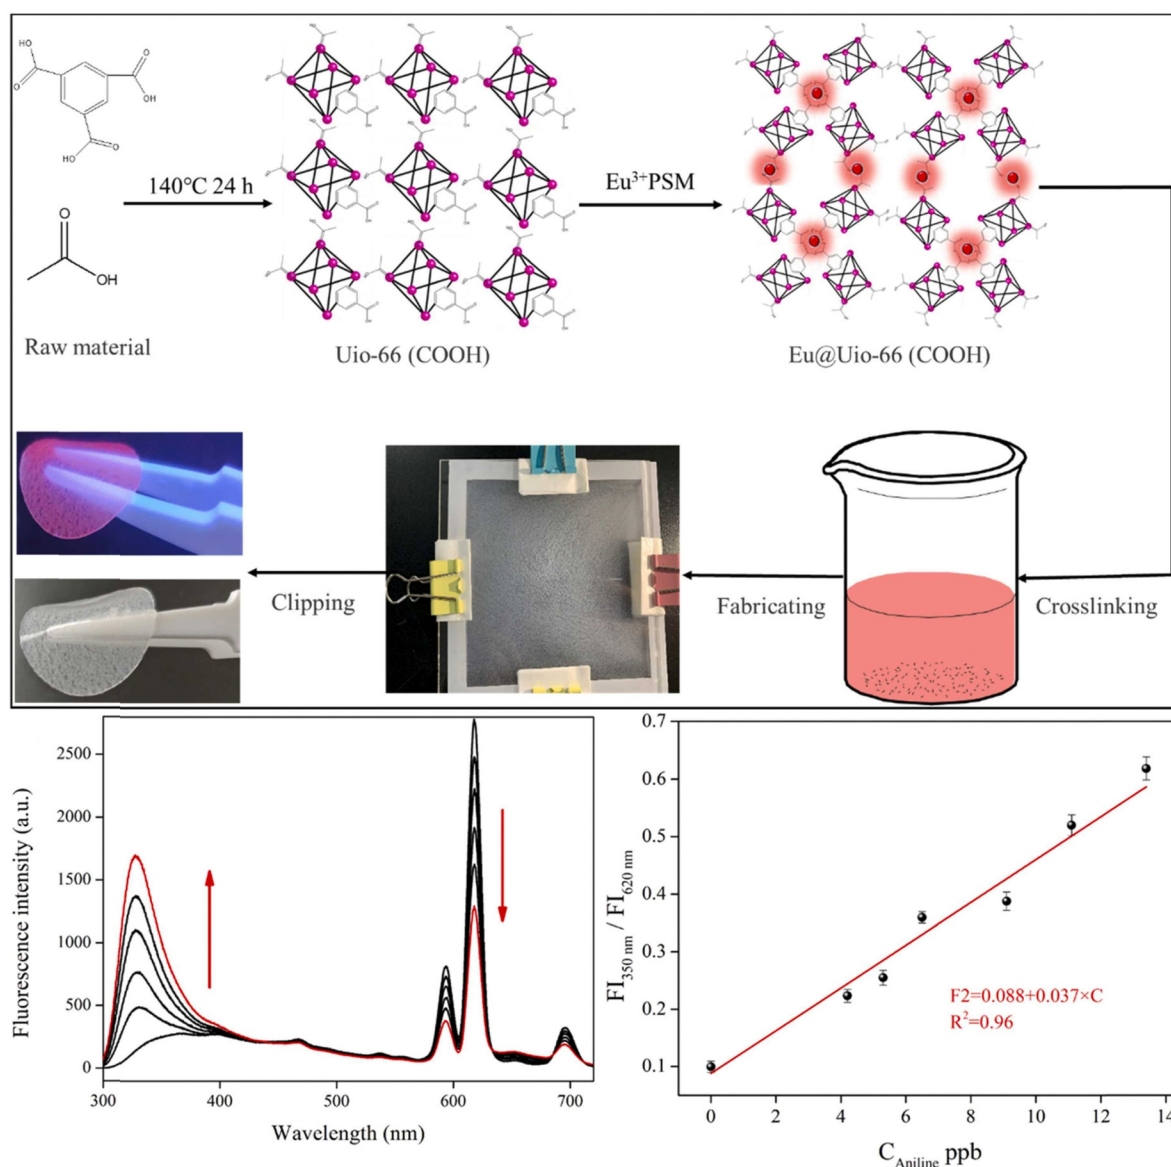 HO
O
O
OH
HO
O
O
OH
Raw material
140℃ 24 h
Uio-66 (COOH)
Eu³⁺PSM
Eu@Uio-66 (COOH)
Clipping
Fabricating
Crosslinking
Fluorescence intensity (a.u.)
2500
2000
1500
1000
500
0
300
400
500
600
700
Wavelength (nm)
FI350 nm / FI620 nm
0.7
0.6
0.5
0.4
0.3
0.2
0.1
F2=0.088+0.037×C
R²=0.96
0
2
4
6
8
10
12
14
CAniline ppb